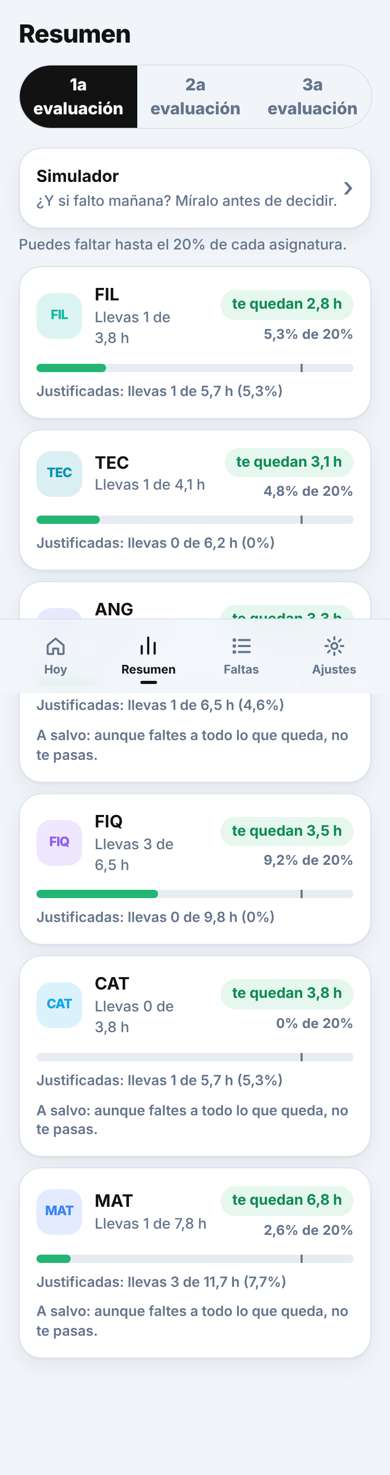 Resumen
1a
evaluación
2a
evaluación
3a
evaluación
Simulador
¿Y si falto mañana? Míralo antes de decidir.
Puedes faltar hasta el 20% de cada asignatura.
FIL
FIL
Llevas 1 de
3,8 h
te quedan 2,8 h
5,3% de 20%
Justificadas: llevas 1 de 5,7 h (5,3%)
TEC
TEC
Llevas 1 de 4,1 h
te quedan 3,1 h
4,8% de 20%
Justificadas: llevas 0 de 6,2 h (0%)
ANG
te quedan 3,3 h
Hoy
Resumen
Faltas
Ajustes
Justificadas: llevas 1 de 6,5 h (4,6%)
A salvo: aunque faltes a todo lo que queda, no
te pasas.
FIQ
FIQ
Llevas 3 de
6,5 h
te quedan 3,5 h
9,2% de 20%
Justificadas: llevas 0 de 9,8 h (0%)
CAT
CAT
Llevas 0 de
3,8 h
te quedan 3,8 h
0% de 20%
Justificadas: llevas 1 de 5,7 h (5,3%)
A salvo: aunque faltes a todo lo que queda, no
te pasas.
MAT
MAT
Llevas 1 de 7,8 h
te quedan 6,8 h
2,6% de 20%
Justificadas: llevas 3 de 11,7 h (7,7%)
A salvo: aunque faltes a todo lo que queda, no
te pasas.